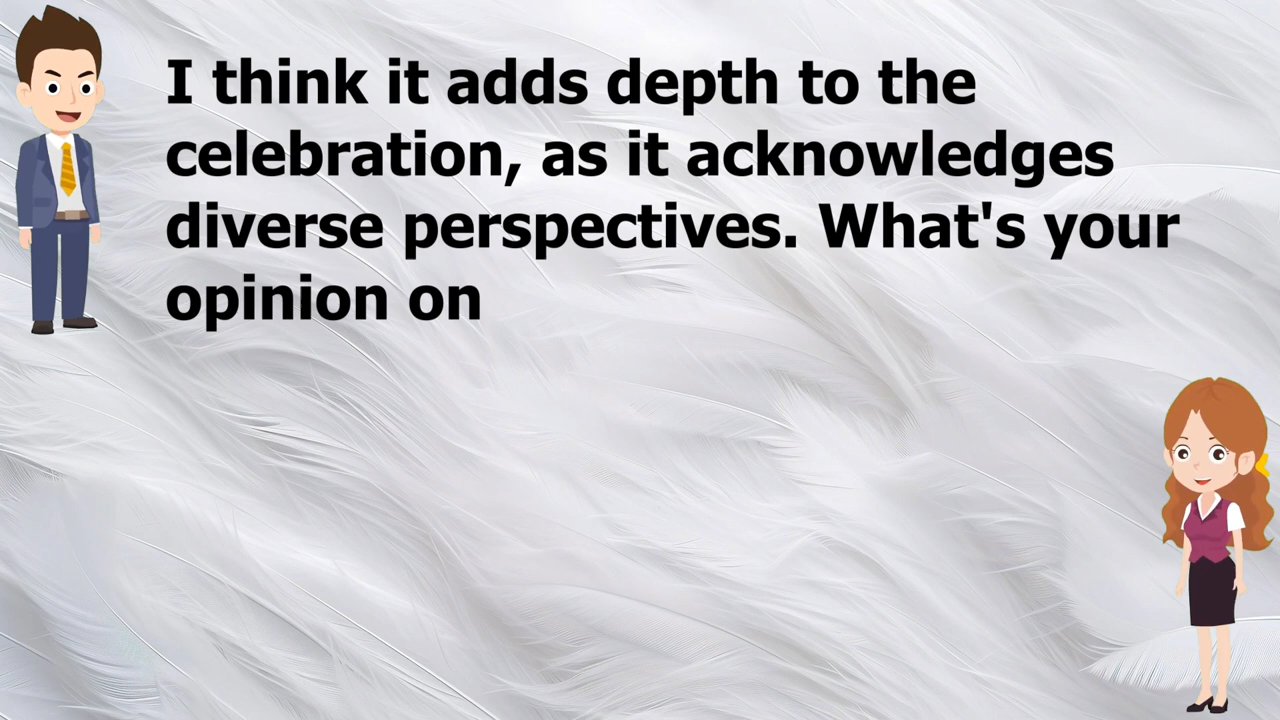 I think it adds depth to the
celebration, as it acknowledges
diverse perspectives. What's your
opinion on